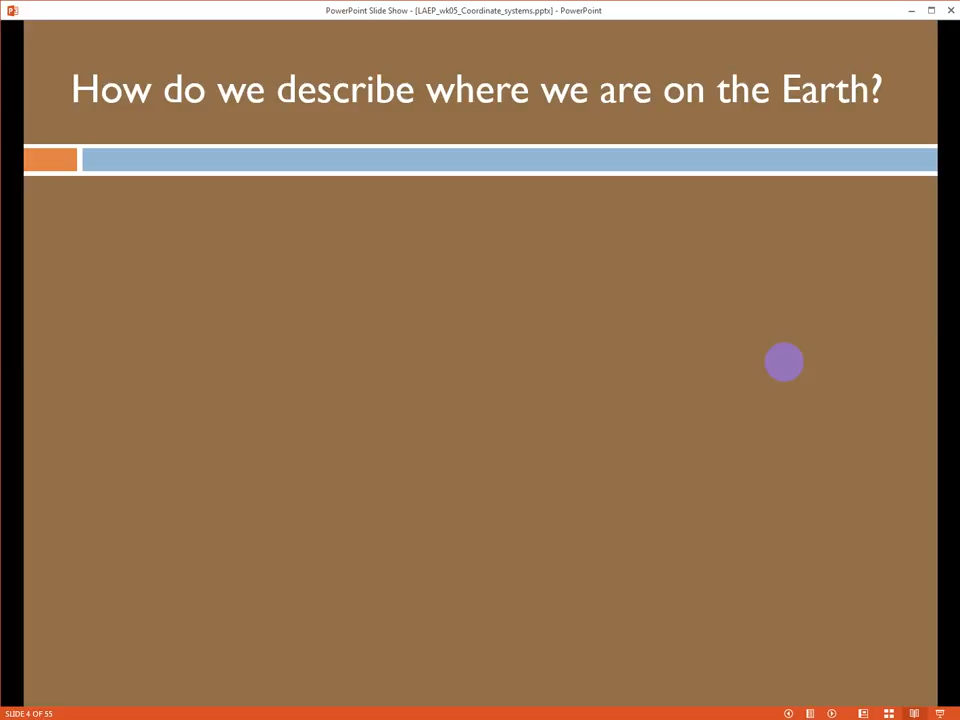 PowerPoint Slide Show - [LAEP_wk05_Coordinate_systems.pptx] - PowerPoint
How do we describe where we are on the Earth?
SLIDE 4 OF 55